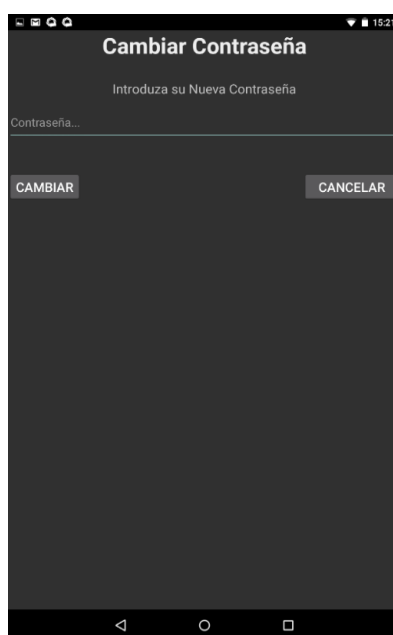 15:21
Cambiar Contraseña
Introduza su Nueva Contraseña
Contraseña...
CAMBIAR CANCELAR